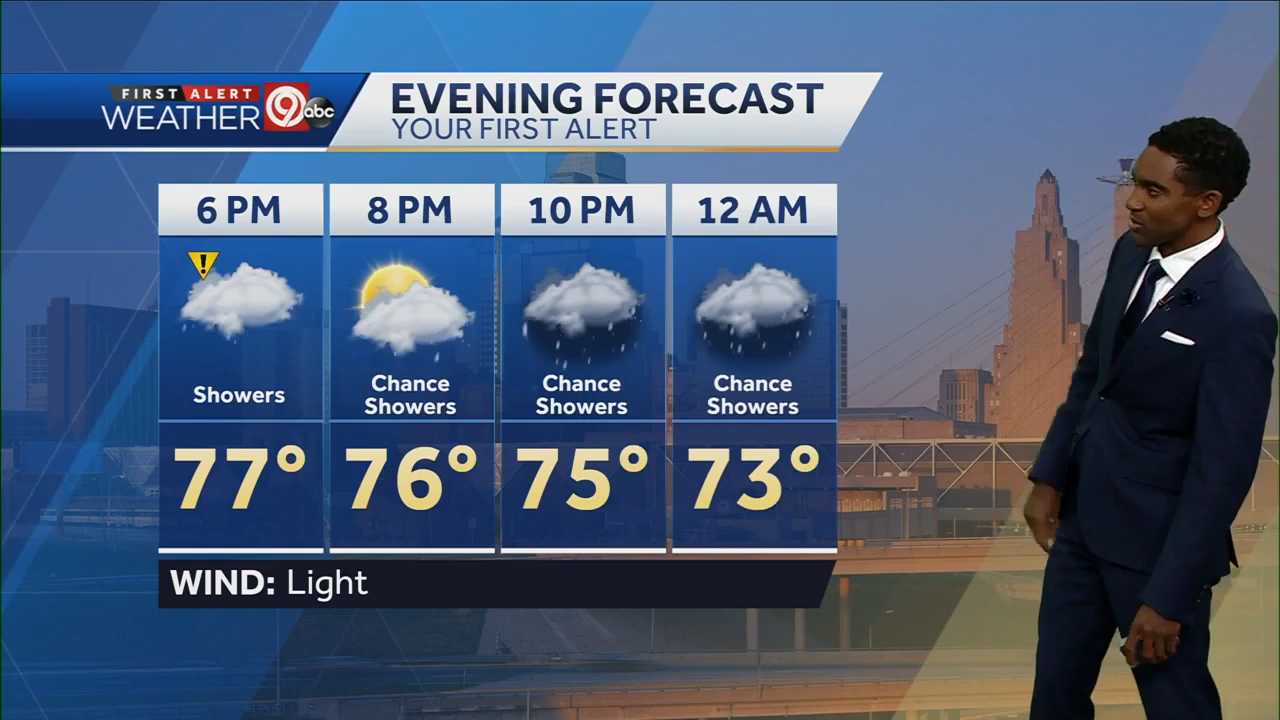 FIRST ALERT
WEATHER 9 abc
EVENING FORECAST
YOUR FIRST ALERT
6 PM
8 PM
10 PM
12 AM
!
Showers
Chance
Showers
Chance
Showers
Chance
Showers
77°
76°
75°
73°
WIND: Light